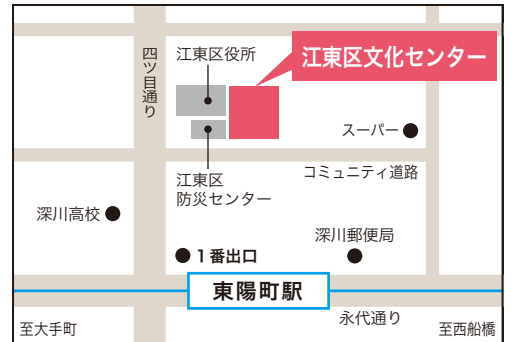 四ツ目通り
江東区役所
江東区文化センター
スーパー
コミュニティ道路
江東区
防災センター
深川高校
深川郵便局
1番出口
東陽町駅
永代通り
至大手町
至西船橋